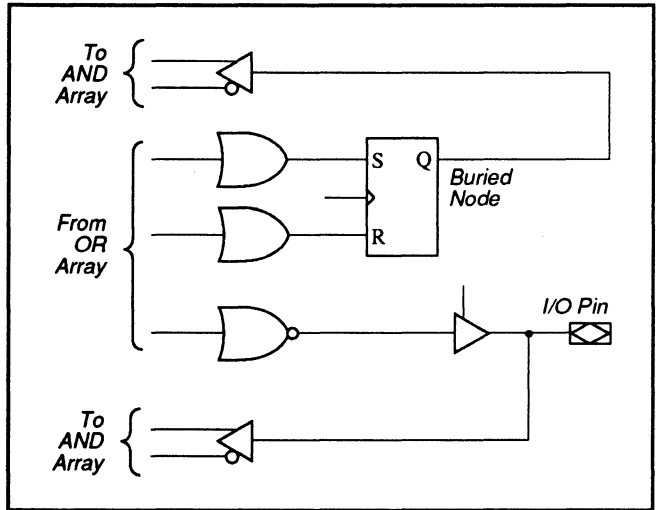 To
AND
Array
S
Q
Buried
Node
From
OR
Array
R
I/O Pin
To
AND
Array